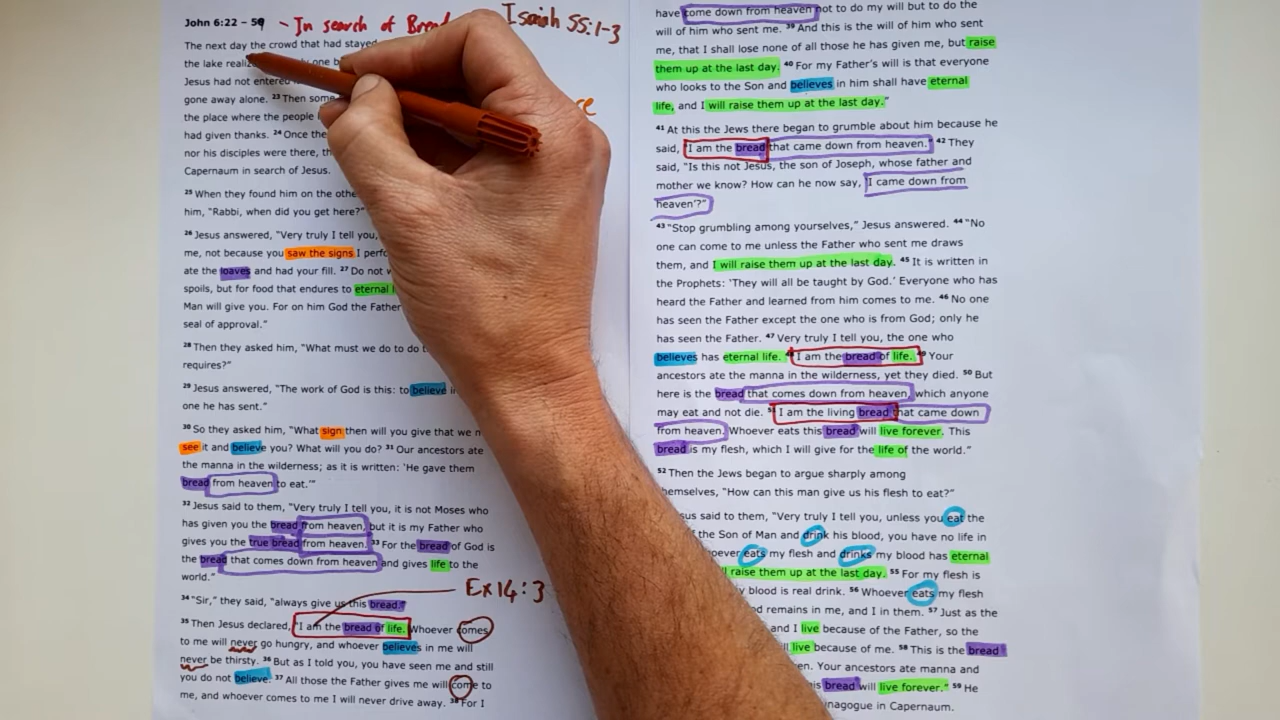 John 6:22 – 59 – In search of Brea
Isaiah 55:1-3
The next day the crowd that had stayed
the lake one
Jesus had not entered
gone away alone. 23 Then some
the place where the people
had given thanks. 24 Once the
nor his disciples were there,
Capernaum in search of Jesus.
25 When they found him on the
him, "Rabbi, when did you get here?"
26 Jesus answered, "Very truly I tell you,
me, not because you saw the signs I
ate the loaves and had your fill. 27 Do not
spoils, but for food that endures to eternal
Man will give you. For on him God the Father
seal of approval."
28 Then they asked him, "What must we do to do
requires?"
29 Jesus answered, "The work of God is this: to believe
one he has sent."
30 So they asked him, "What sign then will you give that we
see it and believe you? What will you do? 31 Our ancestors ate
the manna in the wilderness; as it is written: 'He gave them
bread from heaven to eat.'"
32 Jesus said to them, "Very truly I tell you, it is not Moses who
has given you the bread from heaven, but it is my Father who
gives you the true bread from heaven. 33 For the bread of God is
the bread that comes down from heaven and gives life to the
world."
Ex 14:3
34 "Sir," they said, "always give us this bread."
35 Then Jesus declared, "I am the bread of life. Whoever comes
to me will never go hungry, and whoever believes in me will
never be thirsty. 36 But as I told you, you have seen me and still
you do not believe. 37 All those the Father gives me will come to
me, and whoever comes to me I will never drive away. 38 For I
have come down from heaven not to do my will but to do the
will of him who sent me. 39 And this is the will of him who sent
me, that I shall lose none of all those he has given me, but raise
them up at the last day. 40 For my Father's will is that everyone
who looks to the Son and believes in him shall have eternal
life, and I will raise them up at the last day."
41 At this the Jews there began to grumble about him because he
said, "I am the bread that came down from heaven." 42 They
said, "Is this not Jesus, the son of Joseph, whose father and
mother we know? How can he now say, 'I came down from
heaven'?"
43 "Stop grumbling among yourselves," Jesus answered. 44 "No
one can come to me unless the Father who sent me draws
them, and I will raise them up at the last day. 45 It is written in
the Prophets: 'They will all be taught by God.' Everyone who has
heard the Father and learned from him comes to me. 46 No one
has seen the Father except the one who is from God; only he
has seen the Father. 47 Very truly I tell you, the one who
believes has eternal life. 48 I am the bread of life. 49 Your
ancestors ate the manna in the wilderness, yet they died. 50 But
here is the bread that comes down from heaven, which anyone
may eat and not die. 51 I am the living bread that came down
from heaven. Whoever eats this bread will live forever. This
bread is my flesh, which I will give for the life of the world."
52 Then the Jews began to argue sharply among
themselves, "How can this man give us his flesh to eat?"
said to them, "Very truly I tell you, unless you eat the
the Son of Man and drink his blood, you have no life in
eats my flesh and drinks my blood has eternal
raise them up at the last day. 55 For my flesh is
blood is real drink. 56 Whoever eats my flesh
remains in me, and I in them. 57 Just as the
and I live because of the Father, so the
live because of me. 58 This is the bread
Your ancestors ate manna and
bread will live forever." 59 He
in Capernaum.